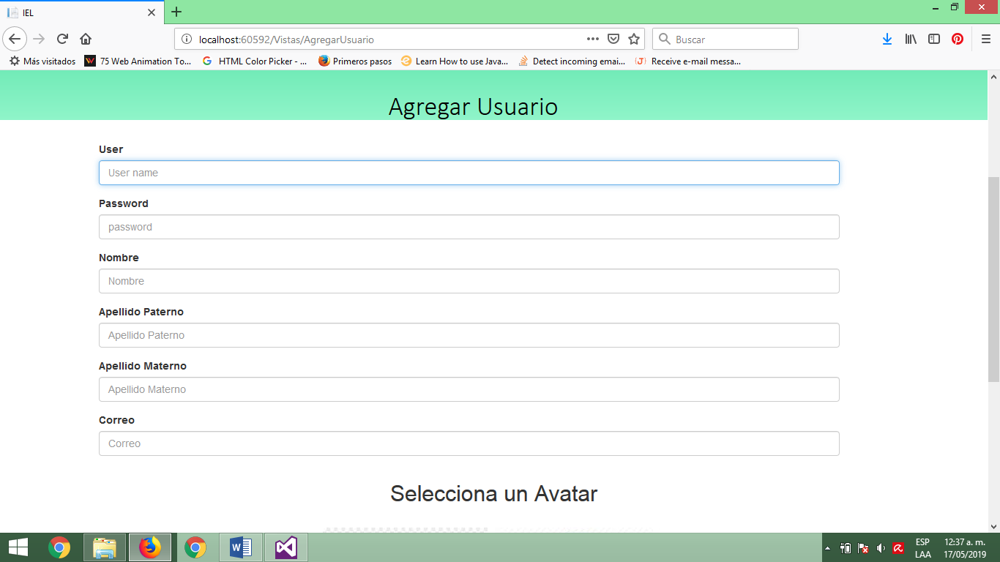 IEL
localhost:60592/Vistas/AgregarUsuario
Buscar
Más visitados
75 Web Animation To...
HTML Color Picker - ...
Primeros pasos
Learn How to use Java...
Detect incoming emai...
Receive e-mail messa...
Agregar Usuario
User
User name
Password
password
Nombre
Nombre
Apellido Paterno
Apellido Paterno
Apellido Materno
Apellido Materno
Correo
Correo
Selecciona un Avatar
ESP
LAA
12:37 a. m.
17/05/2019